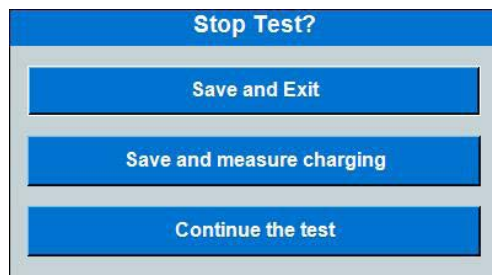 Stop Test?
Save and Exit
Save and measure charging
Continue the test